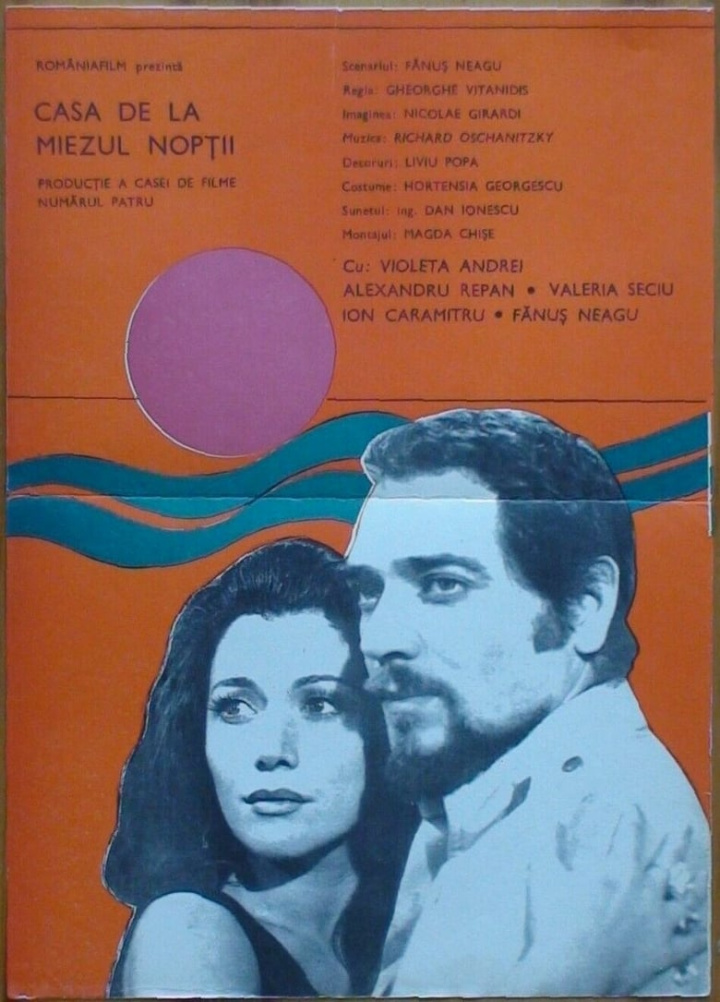 ROMÂNIAFILM prezintă
CASA DE LA
MIEZUL NOPȚII
PRODUCȚIE A CASEI DE FILME
NUMĂRUL PATRU
Scenariul: FĂNUȘ NEAGU
Regia: GHEORGHE VITANIDIS
Imaginea: NICOLAE GIRARDI
Muzica: RICHARD OSCHANITZKY
Decoruri: LIVIU POPA
Costume: HORTENSIA GEORGESCU
Sunetul: ing. DAN IONESCU
Montajul: MAGDA CHIȘE
Cu: VIOLETA ANDREI
ALEXANDRU REPAN • VALERIA SECIU
ION CARAMITRU • FĂNUȘ NEAGU